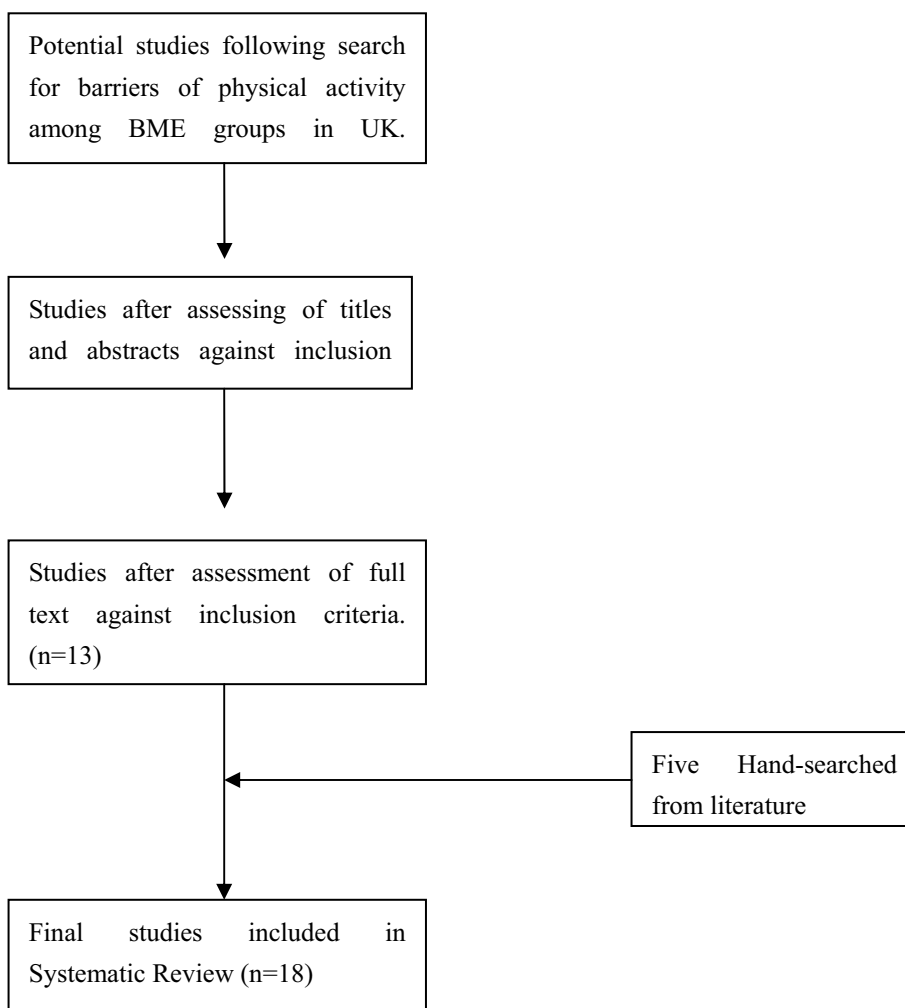 Potential studies following search
for barriers of physical activity
among BME groups in UK.
Studies after assessing of titles
and abstracts against inclusion
Studies after assessment of full
text against inclusion criteria.
(n=13)
Five Hand-searched
from literature
Final studies included in
Systematic Review (n=18)